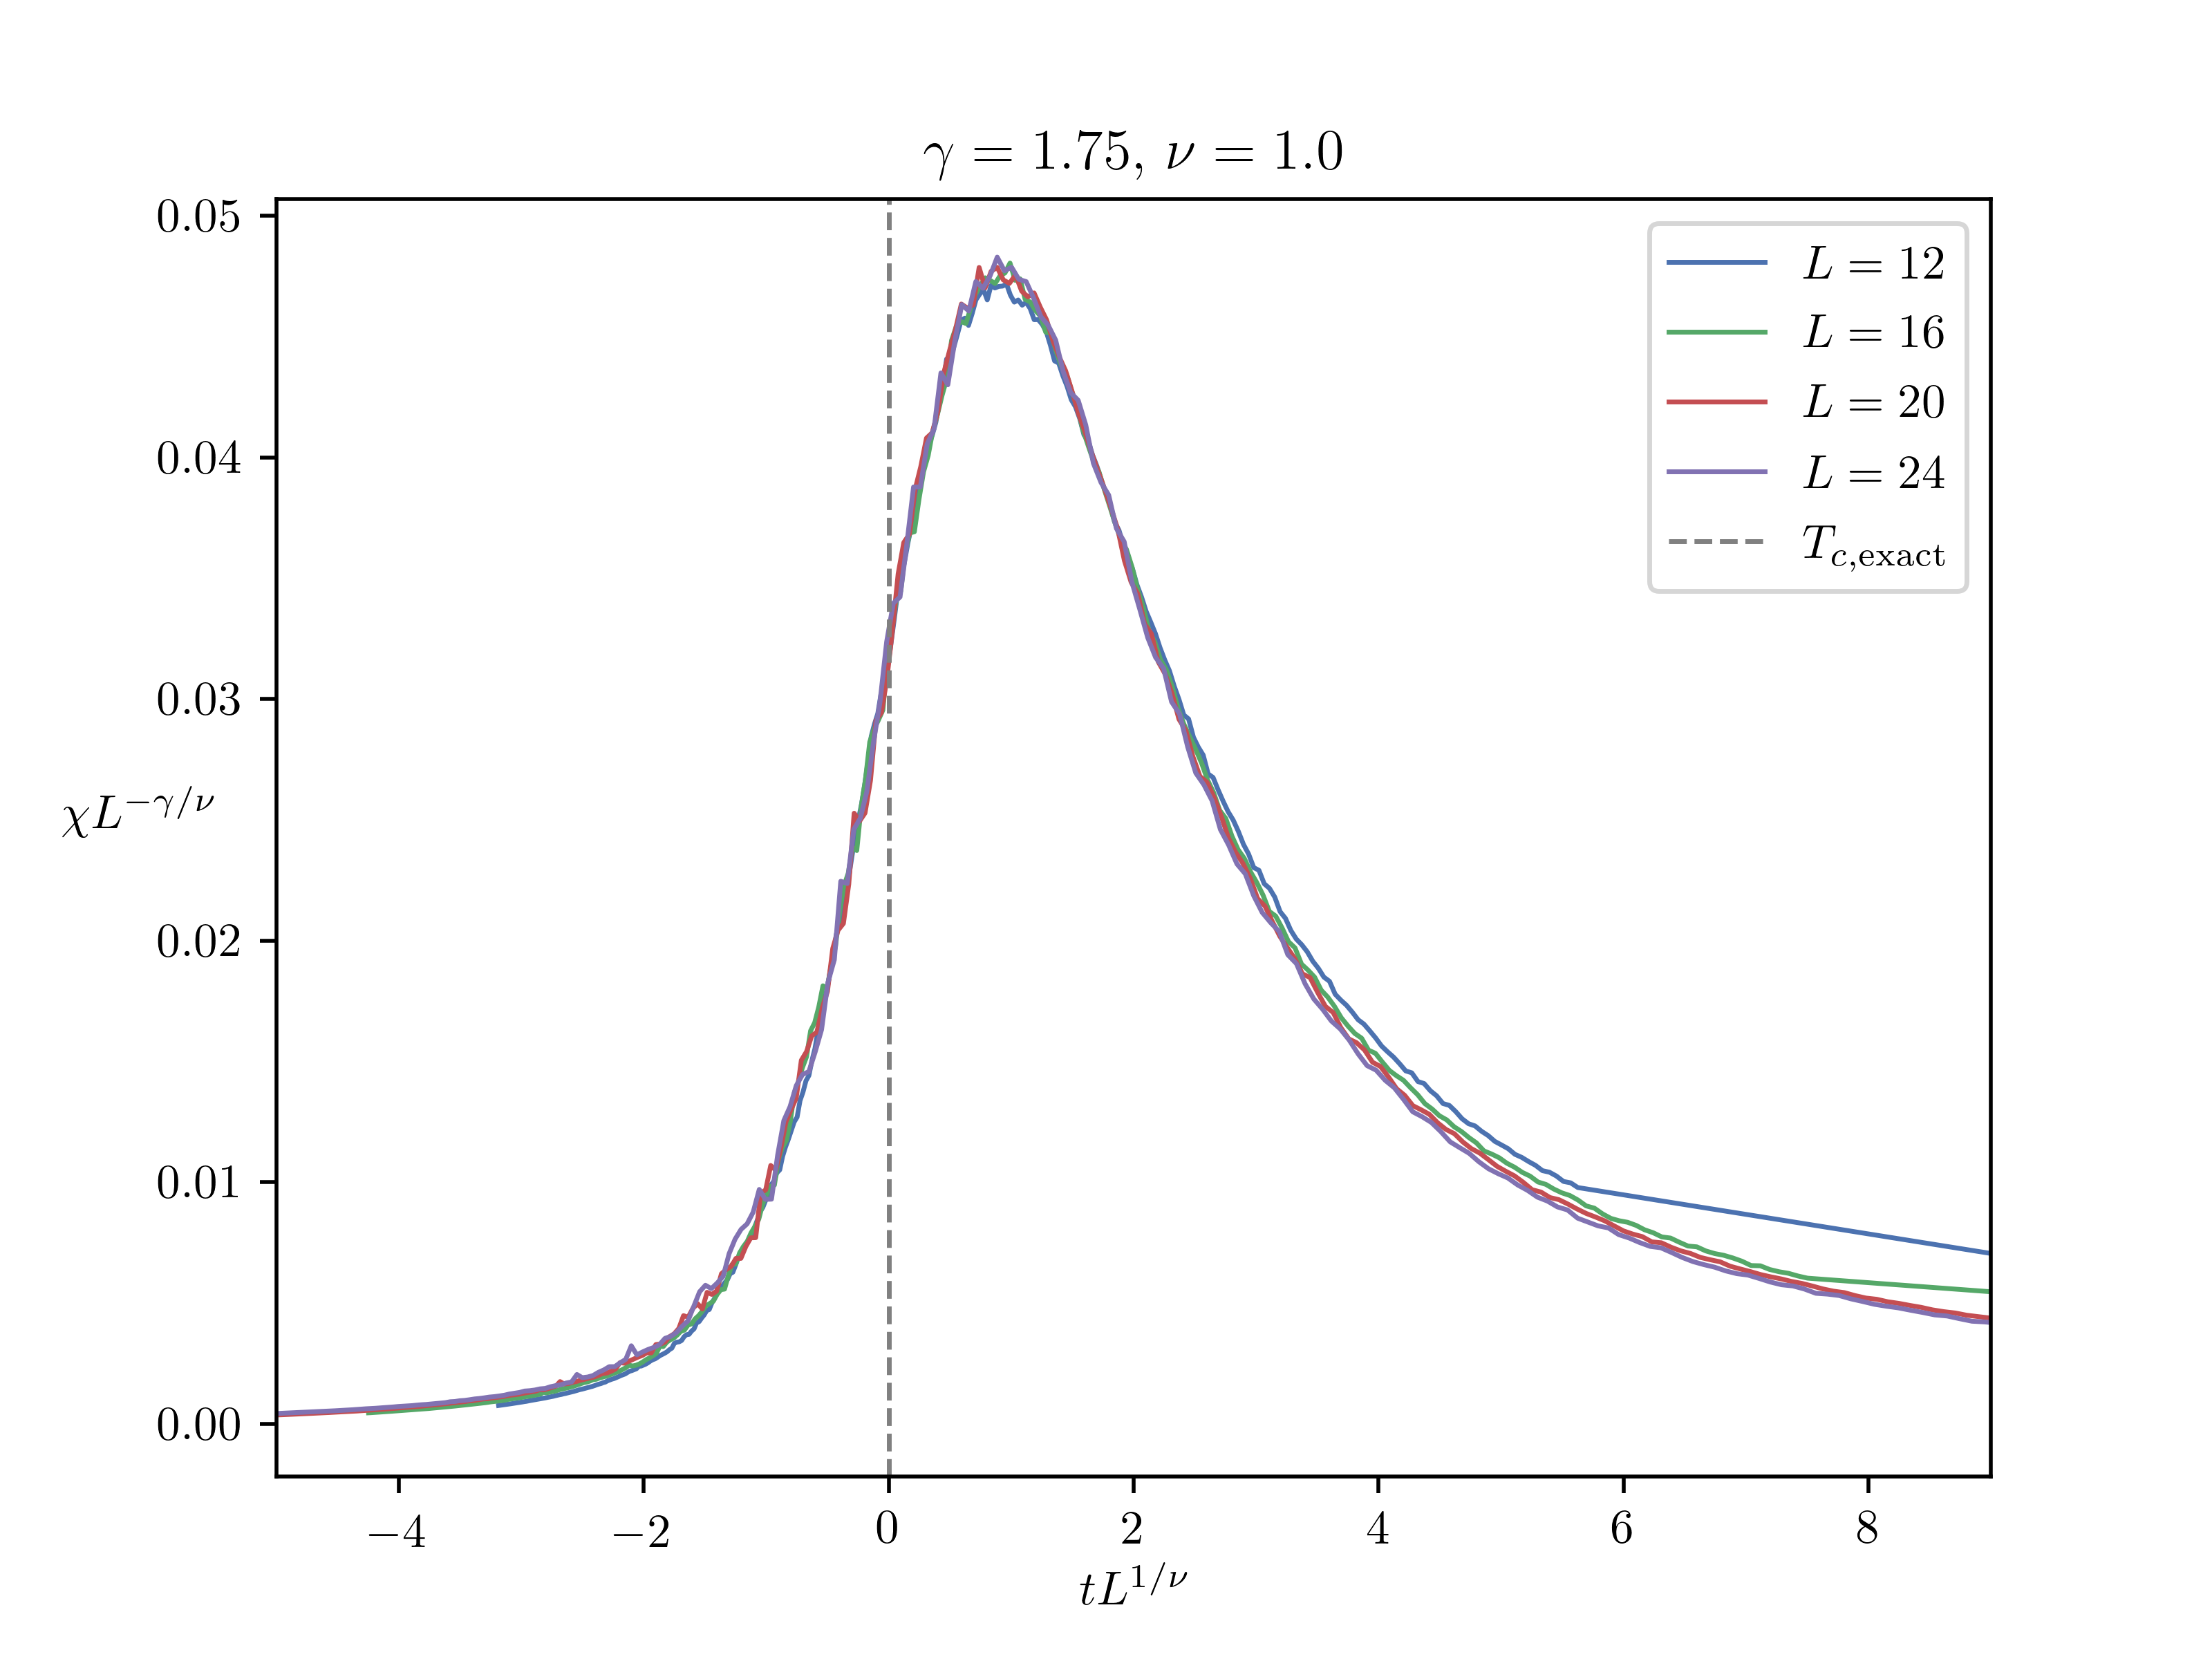 γ = 1.75, ν = 1.0
0.05
0.04
0.03
0.02
0.01
0.00
χL^{−γ/ν}
L = 12
L = 16
L = 20
L = 24
T_{c,exact}
−4 −2 0 2 4 6 8
tL^{1/ν}